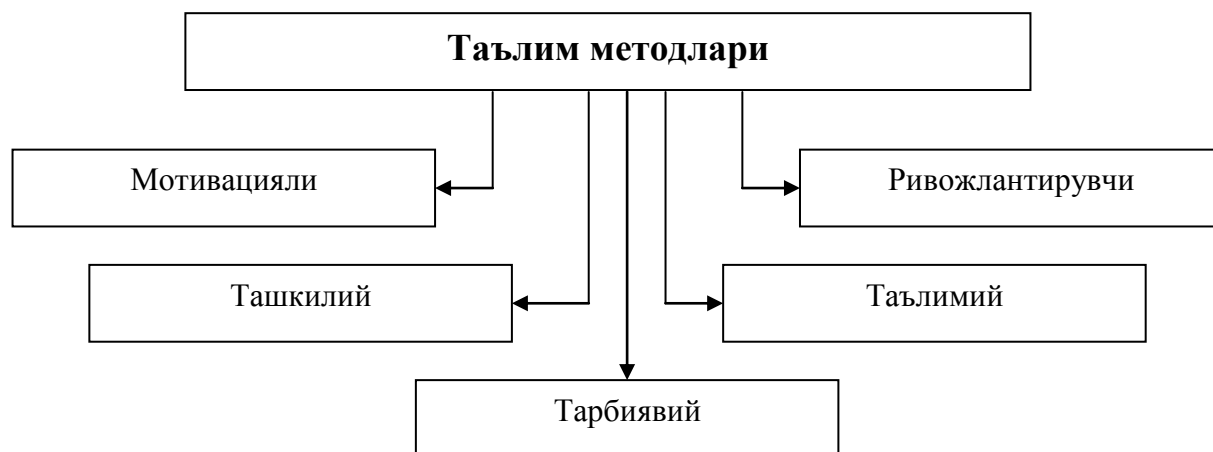 Таълим методлари
Мотивацияли
Ривожлантирувчи
Ташкилий
Таълимий
Тарбиявий